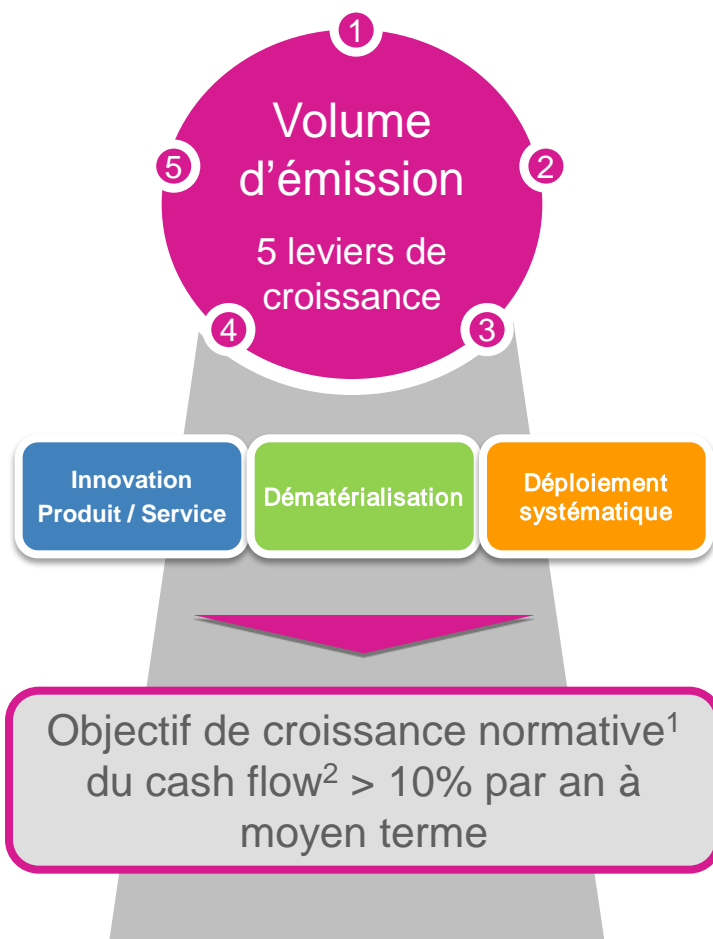 1
Volume
d'émission
5
2
5 leviers de
croissance
4
3
Innovation
Produit / Service
Dématérialisation
Déploiement
systématique
Objectif de croissance normative¹
du cash flow² > 10% par an à
moyen terme